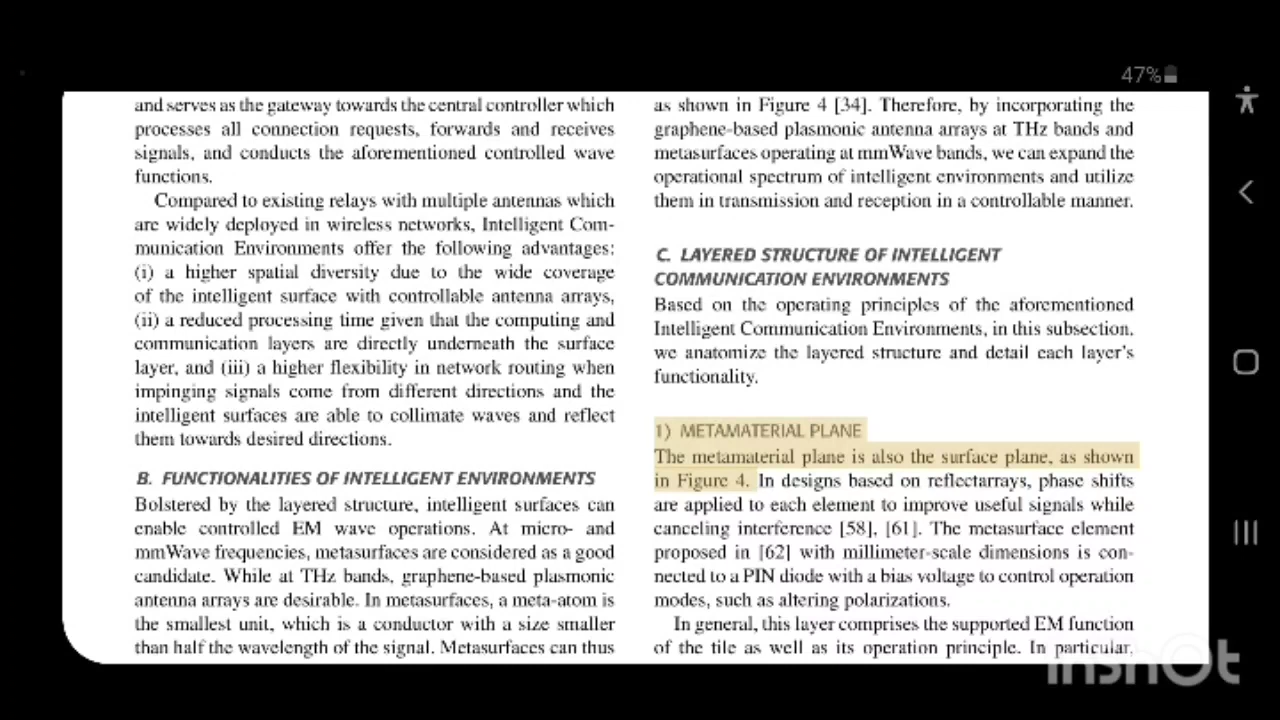 47%
and serves as the gateway towards the central controller which
processes all connection requests, forwards and receives
signals, and conducts the aforementioned controlled wave
functions.
Compared to existing relays with multiple antennas which
are widely deployed in wireless networks, Intelligent Com-
munication Environments offer the following advantages:
(i) a higher spatial diversity due to the wide coverage
of the intelligent surface with controllable antenna arrays,
(ii) a reduced processing time given that the computing and
communication layers are directly underneath the surface
layer, and (iii) a higher flexibility in network routing when
impinging signals come from different directions and the
intelligent surfaces are able to collimate waves and reflect
them towards desired directions.
B. FUNCTIONALITIES OF INTELLIGENT ENVIRONMENTS
Bolstered by the layered structure, intelligent surfaces can
enable controlled EM wave operations. At micro- and
mmWave frequencies, metasurfaces are considered as a good
candidate. While at THz bands, graphene-based plasmonic
antenna arrays are desirable. In metasurfaces, a meta-atom is
the smallest unit, which is a conductor with a size smaller
than half the wavelength of the signal. Metasurfaces can thus
as shown in Figure 4 [34]. Therefore, by incorporating the
graphene-based plasmonic antenna arrays at THz bands and
metasurfaces operating at mmWave bands, we can expand the
operational spectrum of intelligent environments and utilize
them in transmission and reception in a controllable manner.
C. LAYERED STRUCTURE OF INTELLIGENT
COMMUNICATION ENVIRONMENTS
Based on the operating principles of the aforementioned
Intelligent Communication Environments, in this subsection,
we anatomize the layered structure and detail each layer's
functionality.
1) METAMATERIAL PLANE
The metamaterial plane is also the surface plane, as shown
in Figure 4. In designs based on reflectarrays, phase shifts
are applied to each element to improve useful signals while
canceling interference [58], [61]. The metasurface element
proposed in [62] with millimeter-scale dimensions is con-
nected to a PIN diode with a bias voltage to control operation
modes, such as altering polarizations.
In general, this layer comprises the supported EM function
of the tile as well as its operation principle. In particular,
InShOt